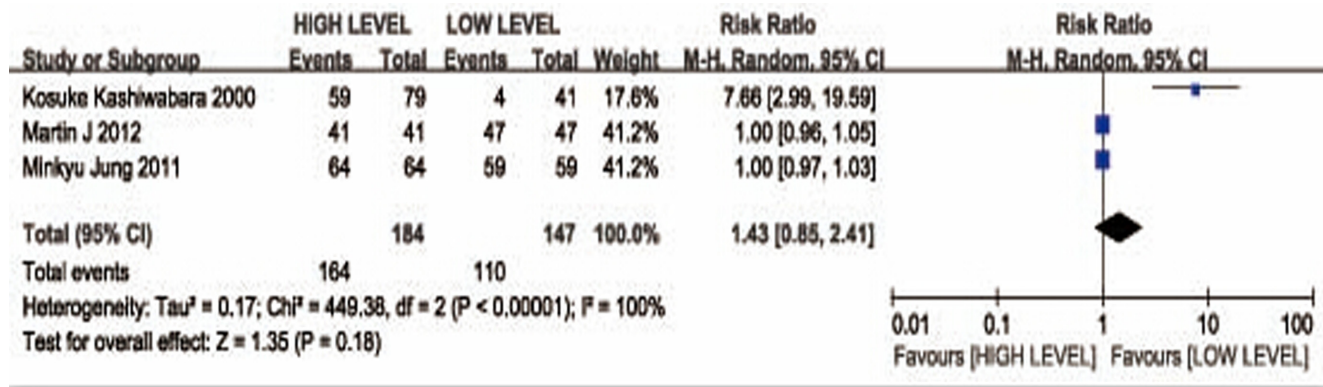 HIGH LEVEL LOW LEVEL Risk Ratio Risk Ratio
Study or Subgroup Events Total Events Total Weight M-H, Random, 95% CI M-H, Random, 95% CI
Kosuke Kashiwabara 2000 59 79 4 41 17.6% 7.66 [2.99, 19.59]
Martin J 2012 41 41 47 47 41.2% 1.00 [0.96, 1.05]
Minkyu Jung 2011 64 64 59 59 41.2% 1.00 [0.97, 1.03]
Total (95% CI) 184 147 100.0% 1.43 [0.85, 2.41]
Total events 164 110
Heterogeneity: Tau² = 0.17; Chi² = 449.38, df = 2 (P < 0.00001); I² = 100%
Test for overall effect: Z = 1.35 (P = 0.18)
0.01 0.1 1 10 100
Favours [HIGH LEVEL] Favours [LOW LEVEL]